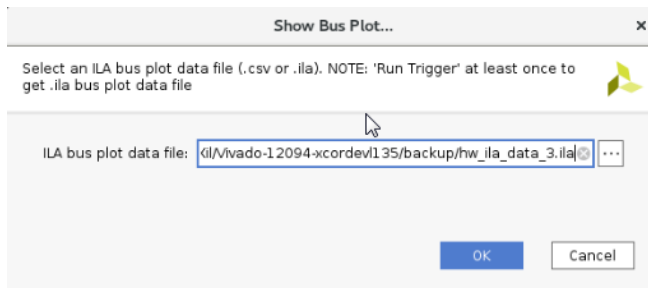 Show Bus Plot...
Select an ILA bus plot data file (.csv or .ila). NOTE: 'Run Trigger' at least once to
get .ila bus plot data file
ILA bus plot data file: il/Vivado-12094-xcordevl135/backup/hw_ila_data_3.ila ...
OK Cancel